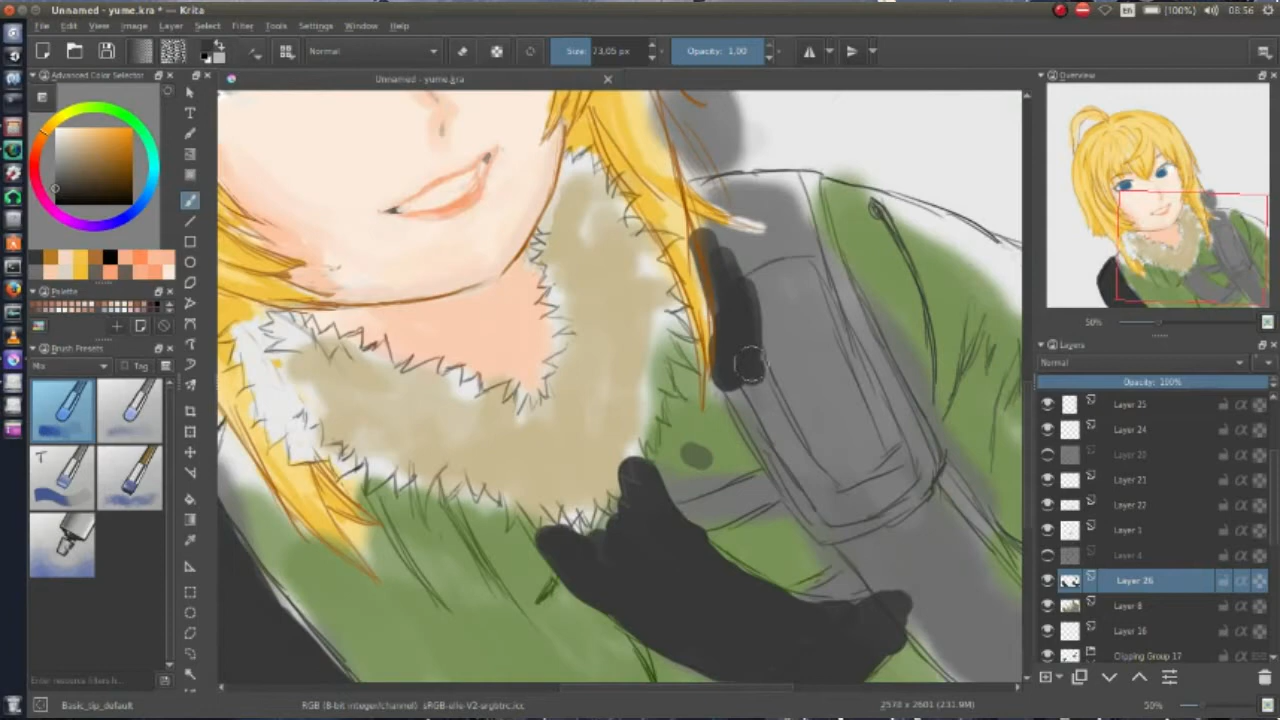 Unnamed - yume.kra * — Krita
EN
(100%)
08:56
File Edit View Image Layer Select Filter Tools Settings Window Help
Normal
Size: 73.05 px
Opacity: 1.00
Advanced Color Selector
Unnamed - yume.kra
Overview
50%
Palette
Layers
Brush Presets
Normal
Mix
Tag
Opacity: 100%
Layer 25
Layer 24
Layer 20
Layer 21
Layer 22
Layer 1
Layer 4
Layer 26
Layer 8
Layer 16
Clipping Group 17
T
Basic_tip_default
RGB (8-bit integer/channel) sRGB-elle-V2-srgbtrc.icc
2578 x 2601 (231.9M)
50%